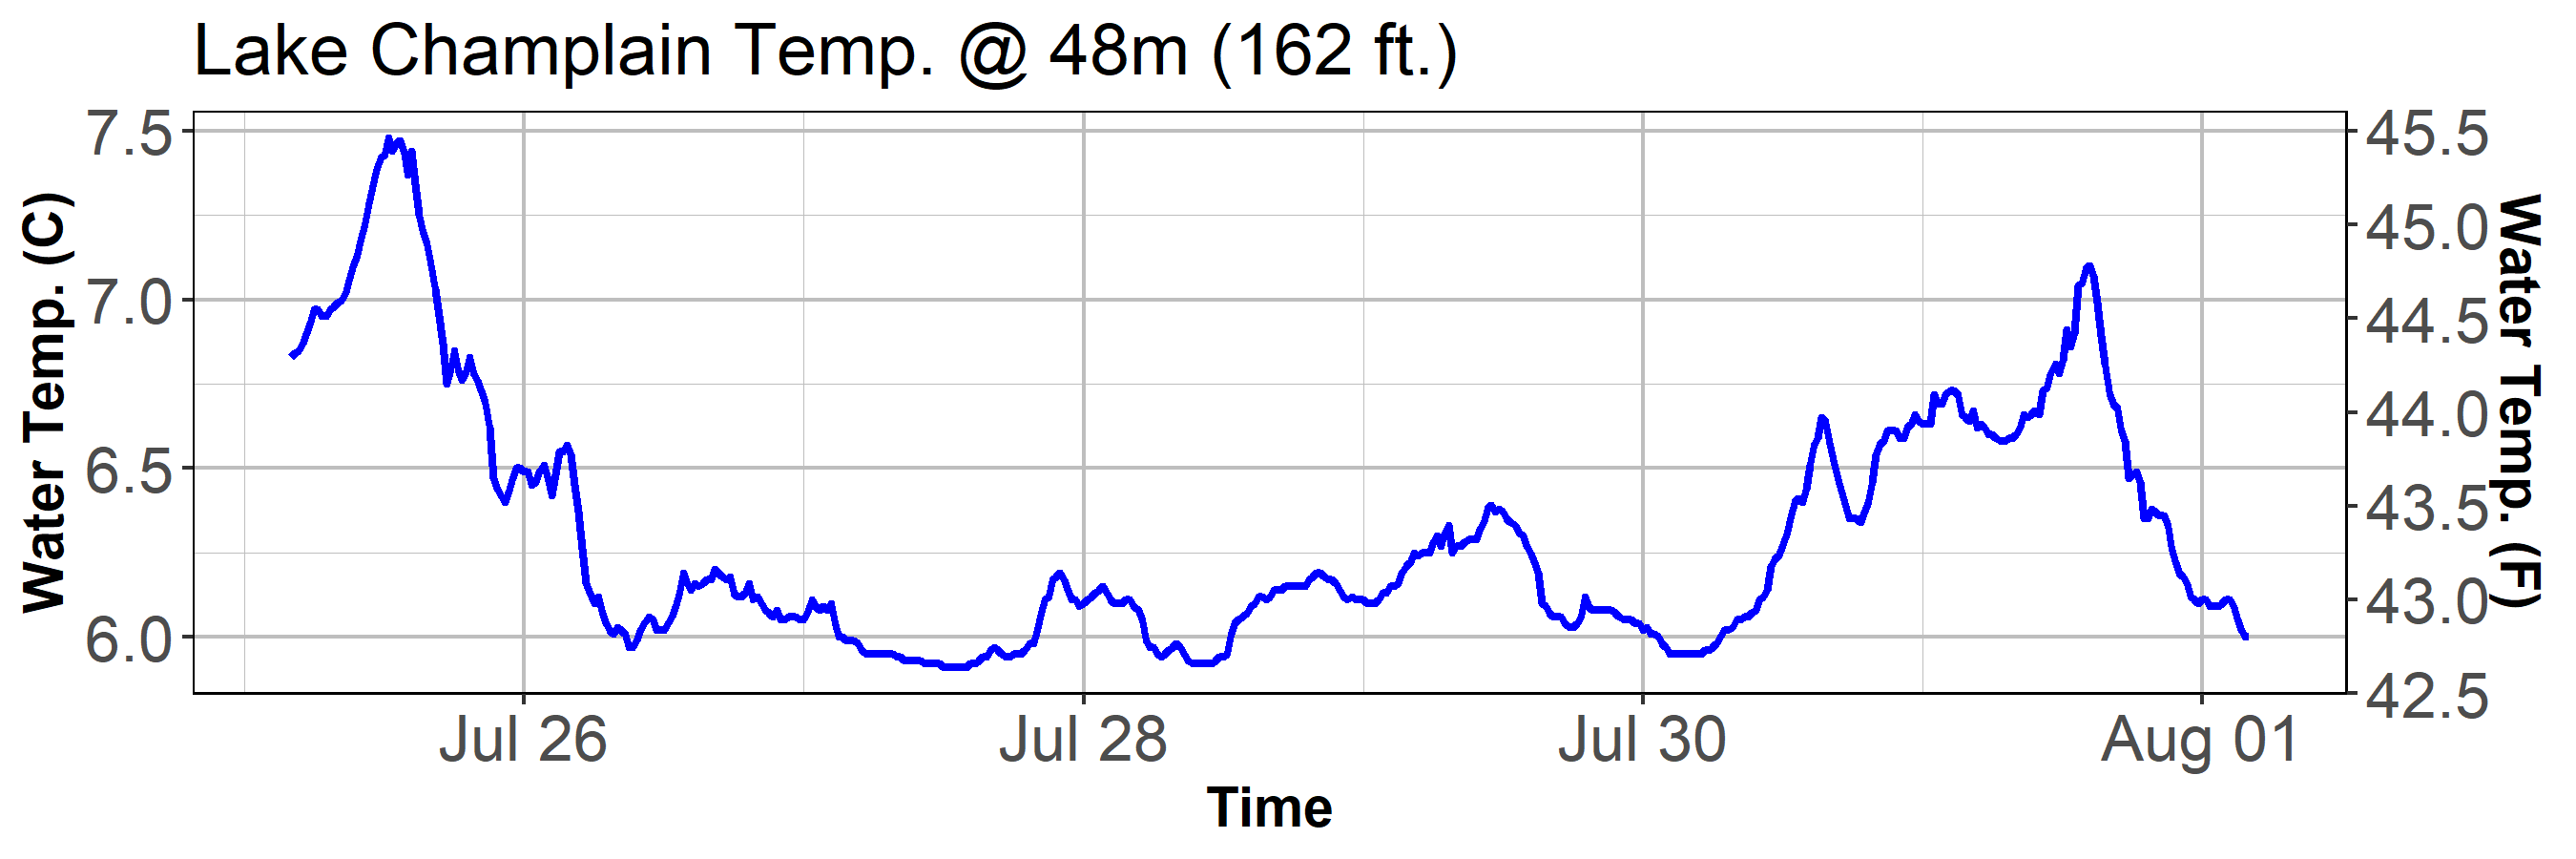 Lake Champlain Temp. @ 48m (162 ft.)
Water Temp. (C)
7.5
7.0
6.5
6.0
45.5
45.0
44.5
44.0
43.5
43.0
42.5
Water Temp. (F)
Jul 26 Jul 28 Jul 30 Aug 01
Time